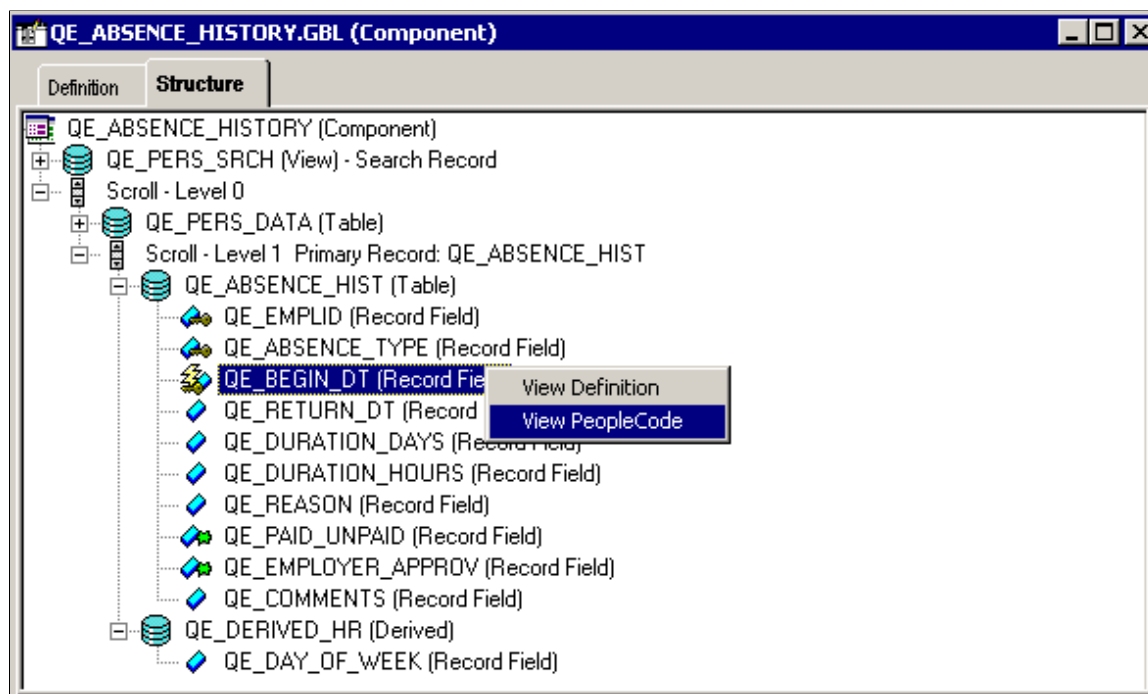 QE_ABSENCE_HISTORY.GBL (Component)
Definition Structure
QE_ABSENCE_HISTORY (Component)
QE_PERS_SRCH (View) - Search Record
Scroll - Level 0
QE_PERS_DATA (Table)
Scroll - Level 1 Primary Record: QE_ABSENCE_HIST
QE_ABSENCE_HIST (Table)
QE_EMPLID (Record Field)
QE_ABSENCE_TYPE (Record Field)
QE_BEGIN_DT (Record Fie
View Definition
QE_RETURN_DT (Record
View PeopleCode
QE_DURATION_DAYS (Record Field)
QE_DURATION_HOURS (Record Field)
QE_REASON (Record Field)
QE_PAID_UNPAID (Record Field)
QE_EMPLOYER_APPROV (Record Field)
QE_COMMENTS (Record Field)
QE_DERIVED_HR (Derived)
QE_DAY_OF_WEEK (Record Field)